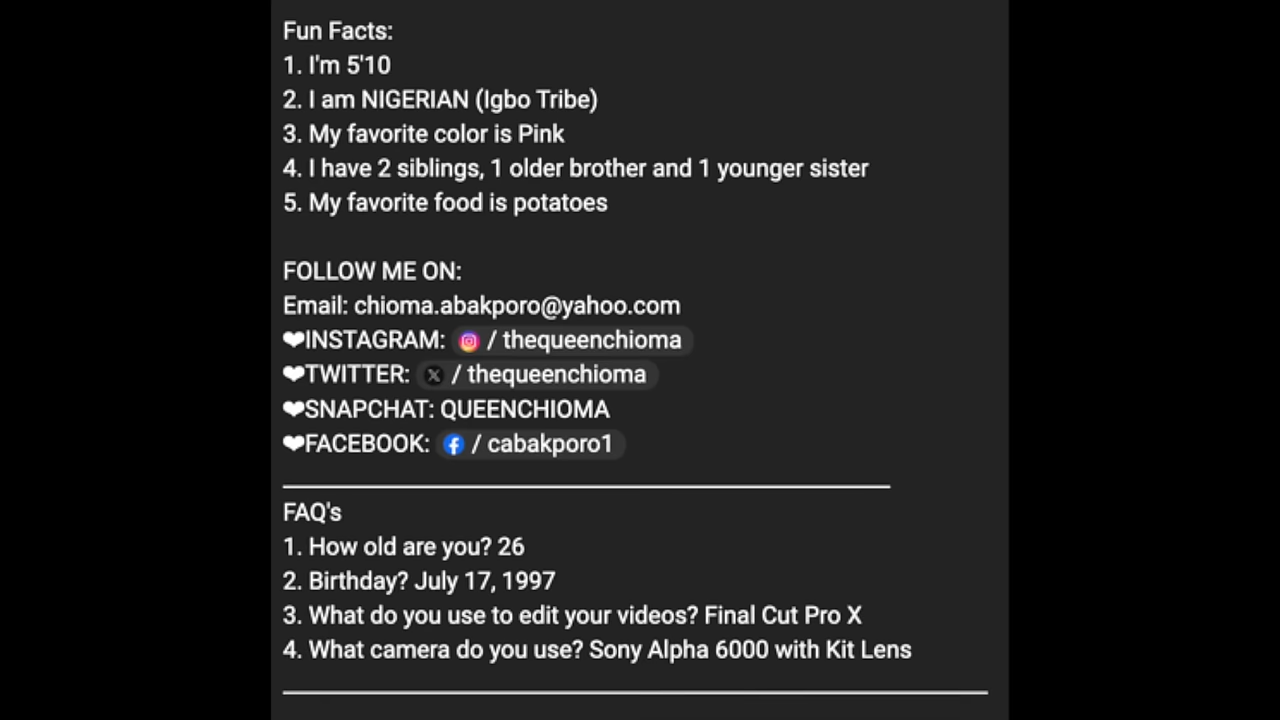 Fun Facts:
1. I'm 5'10
2. I am NIGERIAN (Igbo Tribe)
3. My favorite color is Pink
4. I have 2 siblings, 1 older brother and 1 younger sister
5. My favorite food is potatoes
FOLLOW ME ON:
Email: chioma.abakporo@yahoo.com
❤INSTAGRAM: / thequeenchioma
❤TWITTER: / thequeenchioma
❤SNAPCHAT: QUEENCHIOMA
❤FACEBOOK: / cabakporo1
FAQ's
1. How old are you? 26
2. Birthday? July 17, 1997
3. What do you use to edit your videos? Final Cut Pro X
4. What camera do you use? Sony Alpha 6000 with Kit Lens